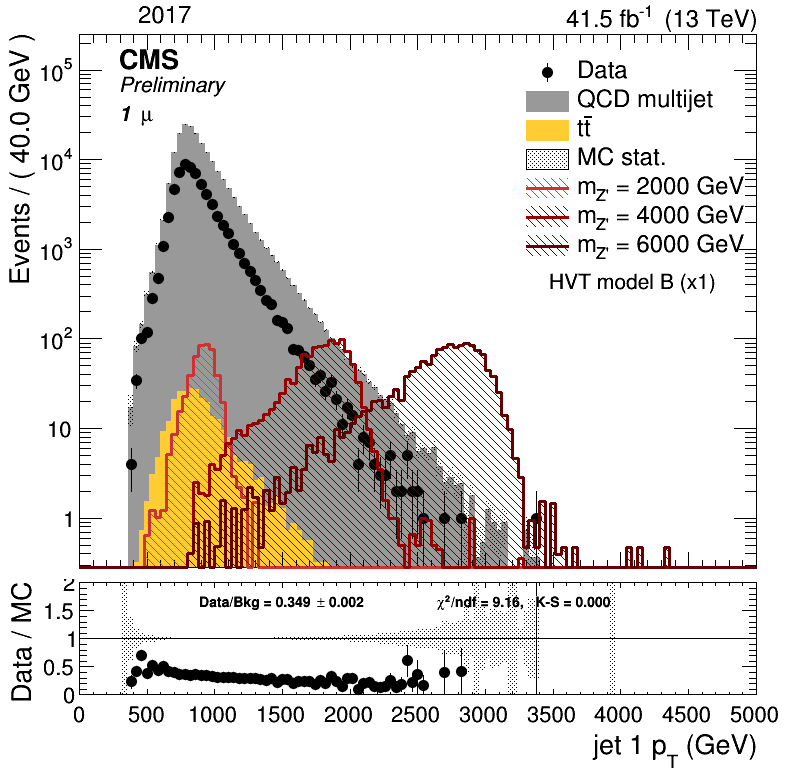 2017 41.5 fb⁻¹ (13 TeV)
CMS
Preliminary
1 μ
Data
QCD multijet
tt̄
MC stat.
m_Z' = 2000 GeV
m_Z' = 4000 GeV
m_Z' = 6000 GeV
HVT model B (x1)
Events / ( 40.0 GeV )
10⁵
10⁴
10³
10²
10
1
Data / MC
2
1.5
1
0.5
0
Data/Bkg = 0.349 ± 0.002 χ²/ndf = 9.16, K-S = 0.000
0 500 1000 1500 2000 2500 3000 3500 4000 4500 5000
jet 1 p_T (GeV)